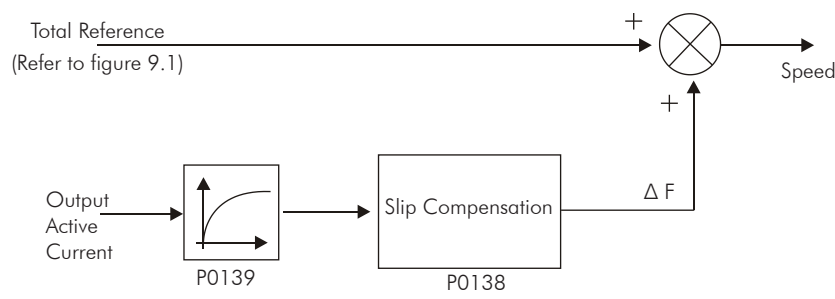 Total Reference
(Refer to figure 9.1)
+
Speed
+
Output
Active
Current
P0139
Slip Compensation
P0138
Δ F